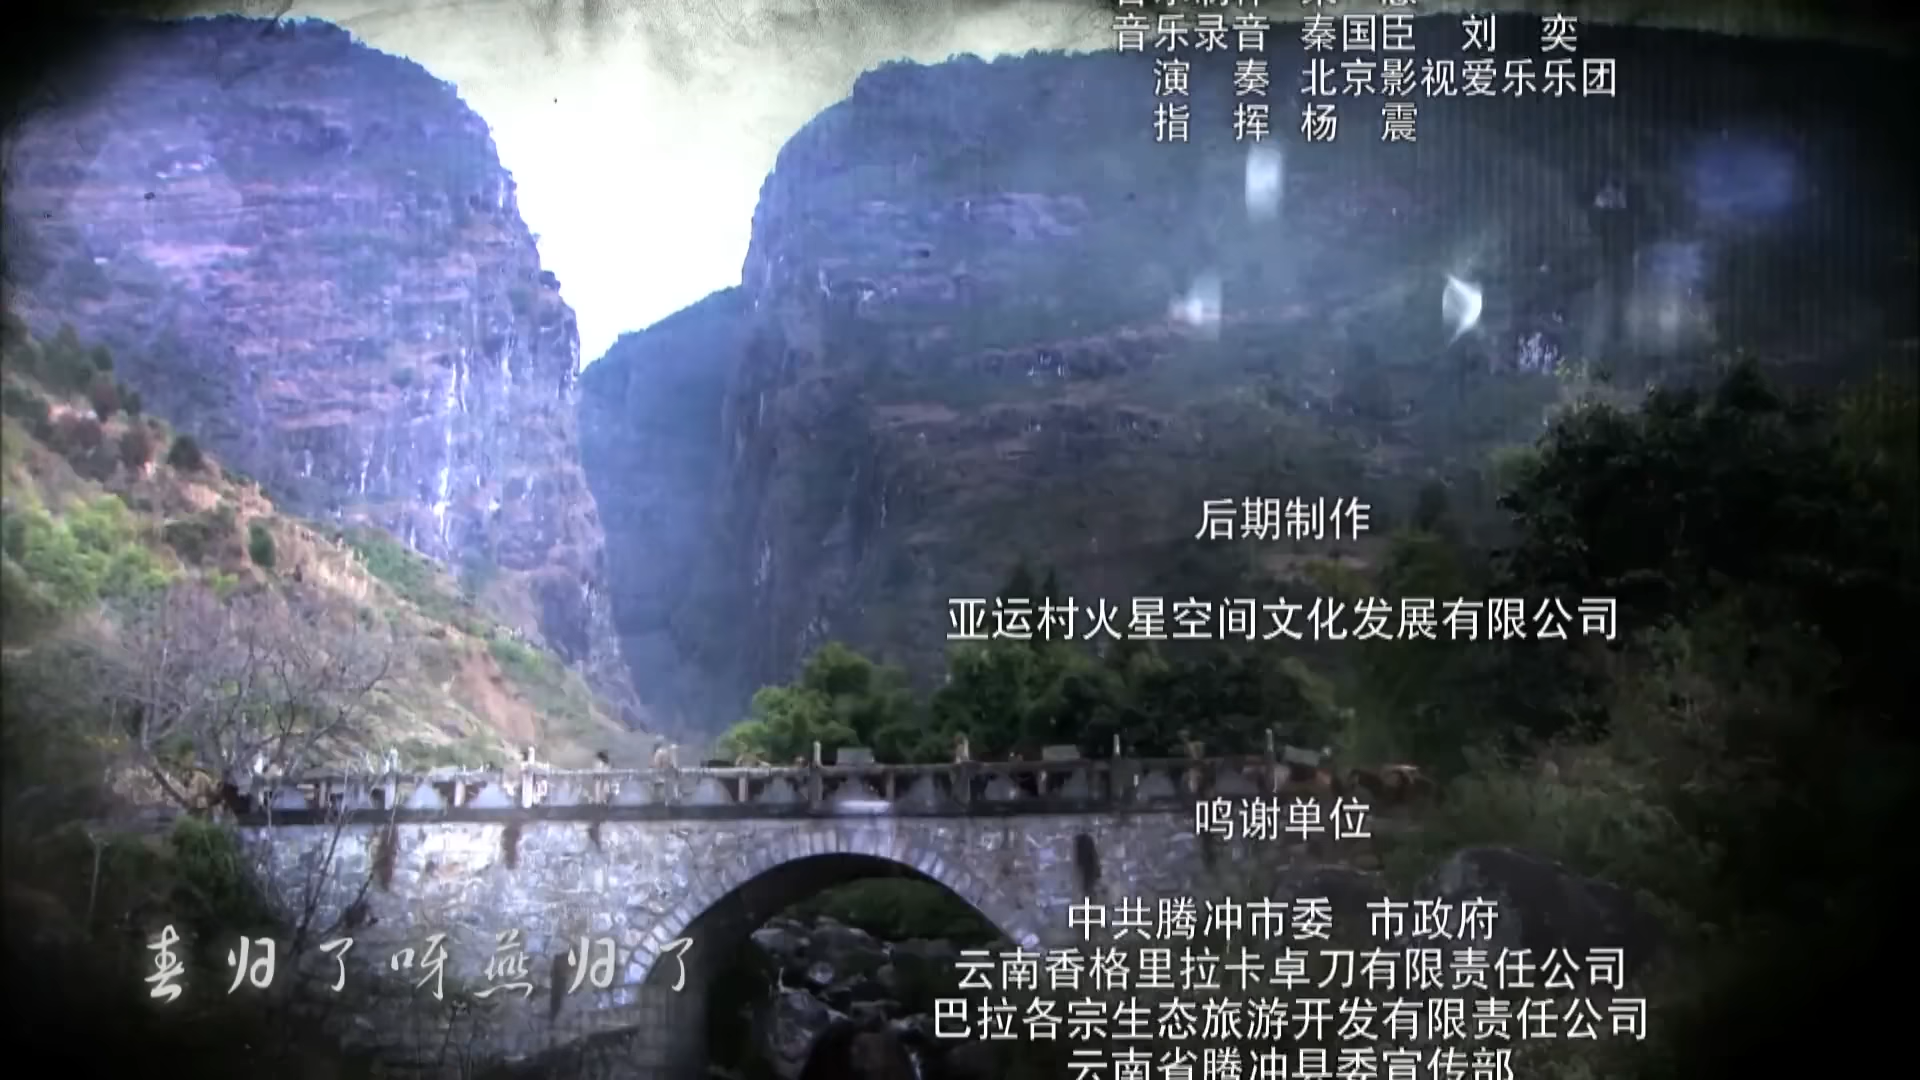 音乐录音 秦国臣 刘 奕
演 奏 北京影视爱乐乐团
指 挥 杨 震
后期制作
亚运村火星空间文化发展有限公司
鸣谢单位
中共腾冲市委 市政府
云南香格里拉卡卓刀有限责任公司
巴拉各宗生态旅游开发有限责任公司
云南省腾冲县委宣传部
春归了呀燕归了